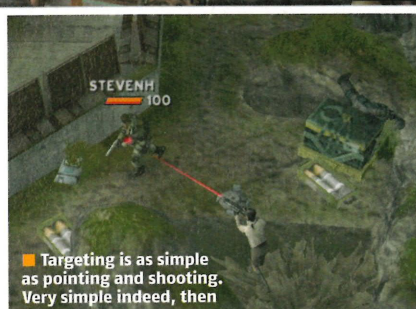 STEVENH
100
Targeting is as simple
as pointing and shooting.
Very simple indeed, then